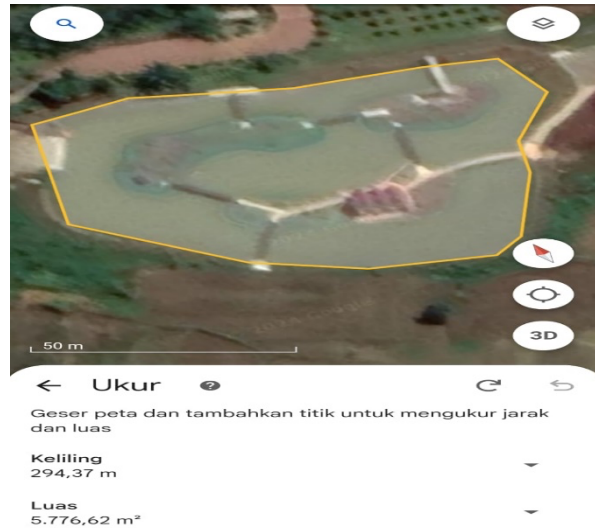 50 m
3D
Ukur
Geser peta dan tambahkan titik untuk mengukur jarak
dan luas
Keliling
294,37 m
Luas
5.776,62 m²